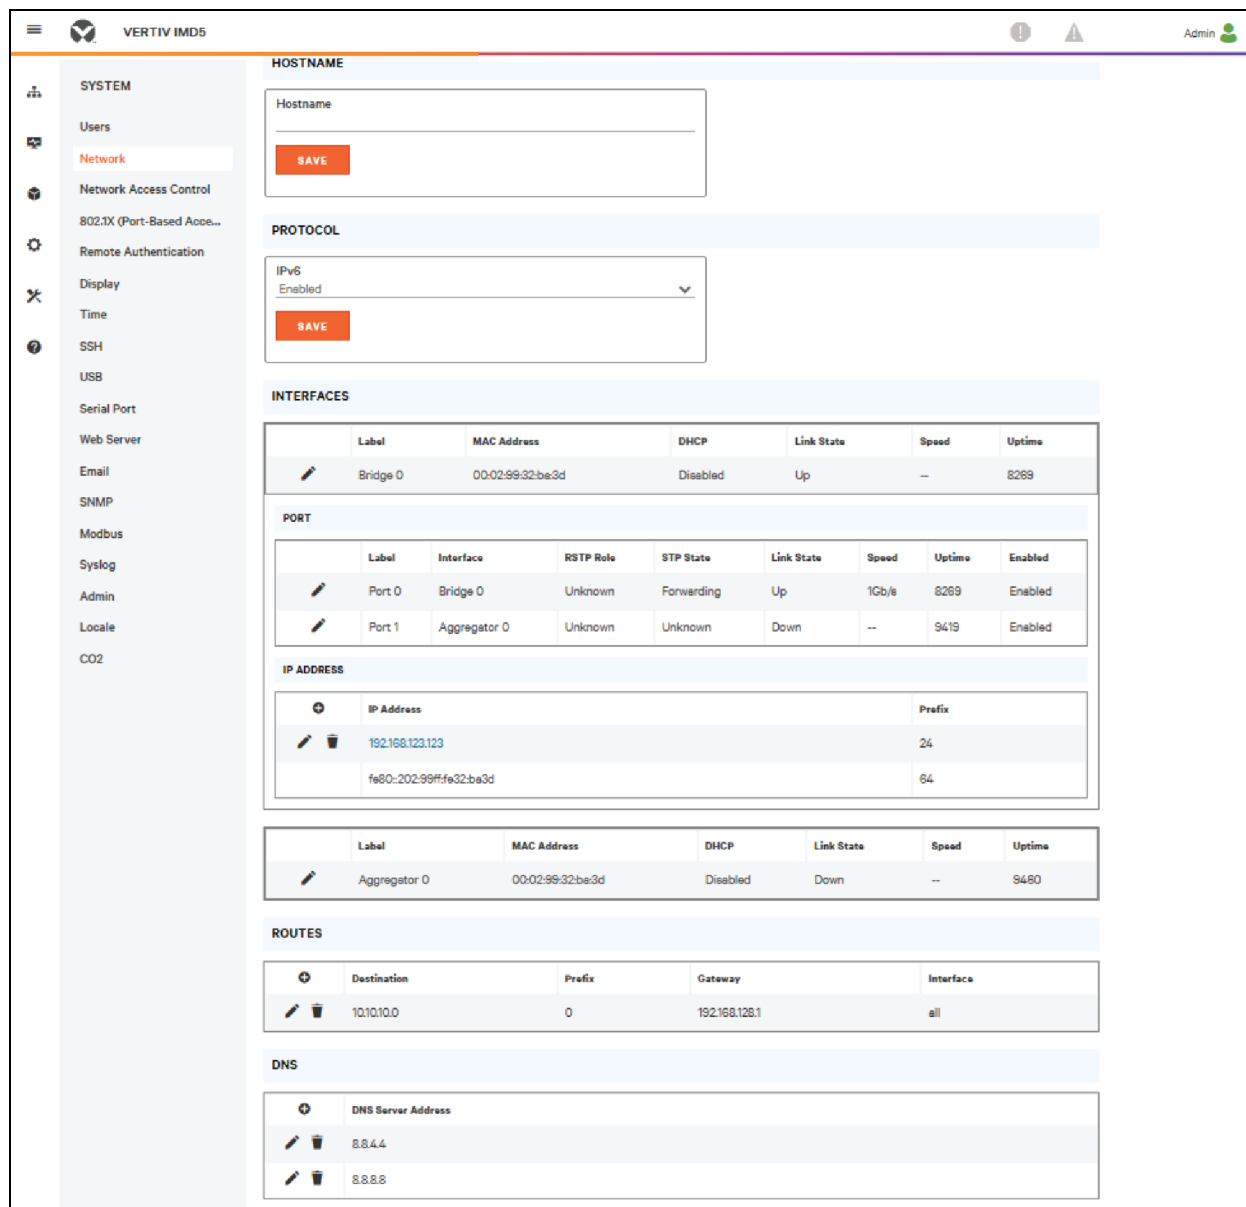 VERTIV IMD5
Admin
SYSTEM
Users
Network
Network Access Control
802.1X (Port-Based Acce...
Remote Authentication
Display
Time
SSH
USB
Serial Port
Web Server
Email
SNMP
Modbus
Syslog
Admin
Locale
CO2
HOSTNAME
Hostname
SAVE
PROTOCOL
IPv6
Enabled
SAVE
INTERFACES
Label MAC Address DHCP Link State Speed Uptime
Bridge 0 00:02:99:32:be:3d Disabled Up -- 8269
PORT
Label Interface RSTP Role STP State Link State Speed Uptime Enabled
Port 0 Bridge 0 Unknown Forwarding Up 1Gb/s 8269 Enabled
Port 1 Aggregator 0 Unknown Unknown Down -- 9419 Enabled
IP ADDRESS
IP Address Prefix
192.168.123.123 24
fe80::202:99ff:fe32:be3d 64
Label MAC Address DHCP Link State Speed Uptime
Aggregator 0 00:02:99:32:be:3d Disabled Down -- 9460
ROUTES
Destination Prefix Gateway Interface
10.10.10.0 0 192.168.128.1 all
DNS
DNS Server Address
8.8.4.4
8.8.8.8